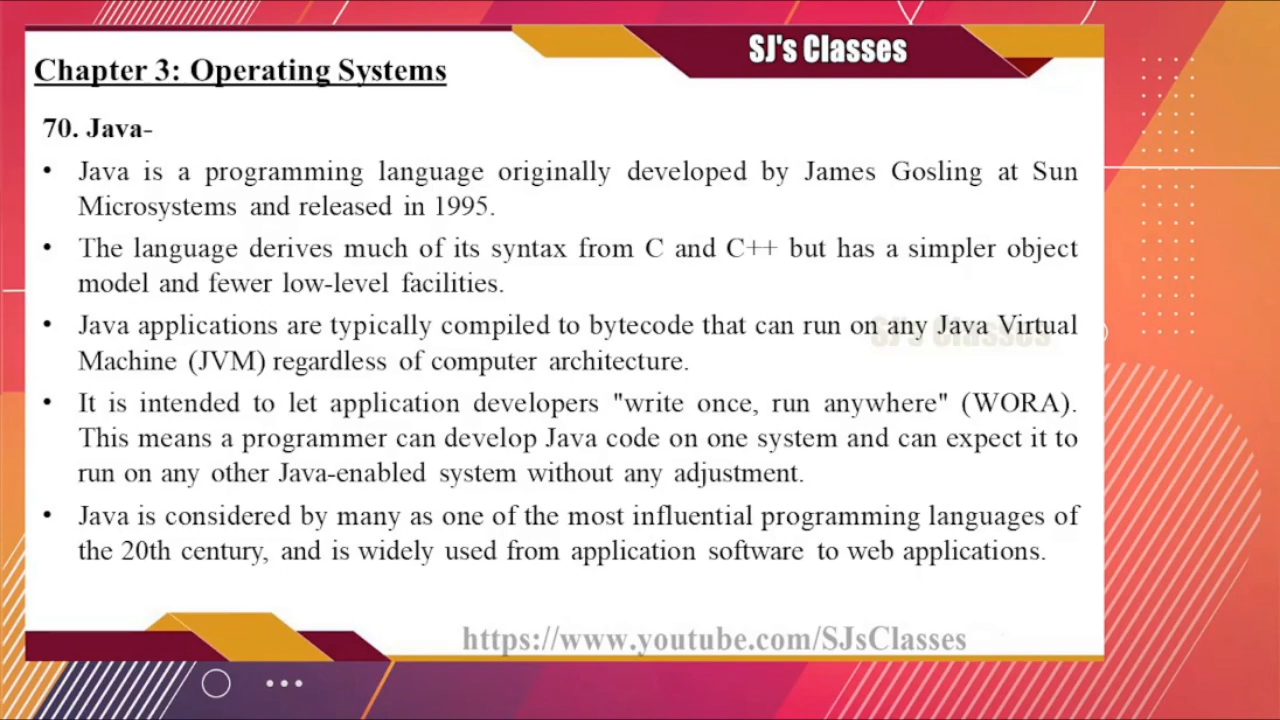 SJ's Classes
Chapter 3: Operating Systems
70. Java-
• Java is a programming language originally developed by James Gosling at Sun
Microsystems and released in 1995.
• The language derives much of its syntax from C and C++ but has a simpler object
model and fewer low-level facilities.
• Java applications are typically compiled to bytecode that can run on any Java Virtual
Machine (JVM) regardless of computer architecture.
SJ's Classes
• It is intended to let application developers "write once, run anywhere" (WORA).
This means a programmer can develop Java code on one system and can expect it to
run on any other Java-enabled system without any adjustment.
• Java is considered by many as one of the most influential programming languages of
the 20th century, and is widely used from application software to web applications.
https://www.youtube.com/SJsClasses